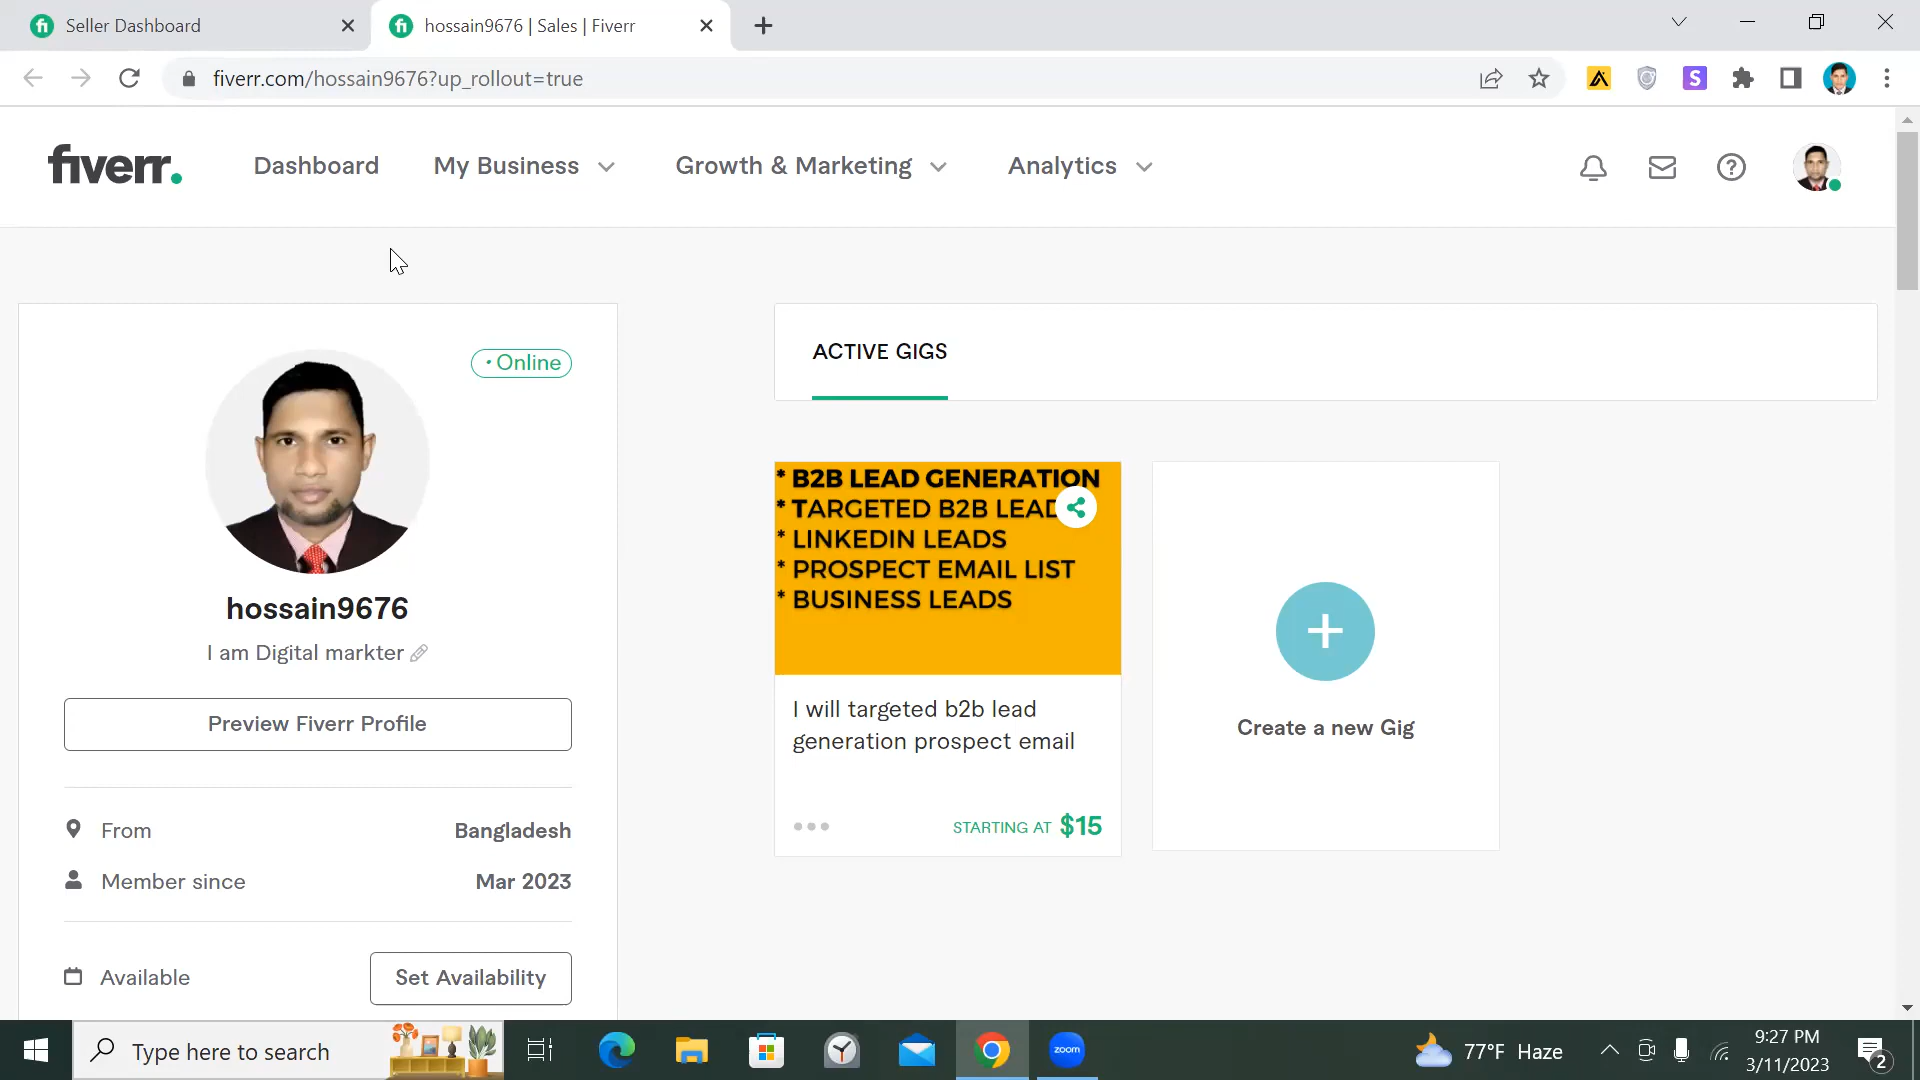 Seller Dashboard
hossain9676 | Sales | Fiverr
fiverr.com/hossain9676?up_rollout=true
S
fiverr.
Dashboard
My Business
Growth & Marketing
Analytics
Online
hossain9676
I am Digital markter
Preview Fiverr Profile
From Bangladesh
Member since Mar 2023
Available
Set Availability
ACTIVE GIGS
* B2B LEAD GENERATION
* TARGETED B2B LEAD
* LINKEDIN LEADS
* PROSPECT EMAIL LIST
* BUSINESS LEADS
I will targeted b2b lead
generation prospect email
STARTING AT $15
Create a new Gig
Type here to search
zoom
77°F Haze
9:27 PM
3/11/2023
2